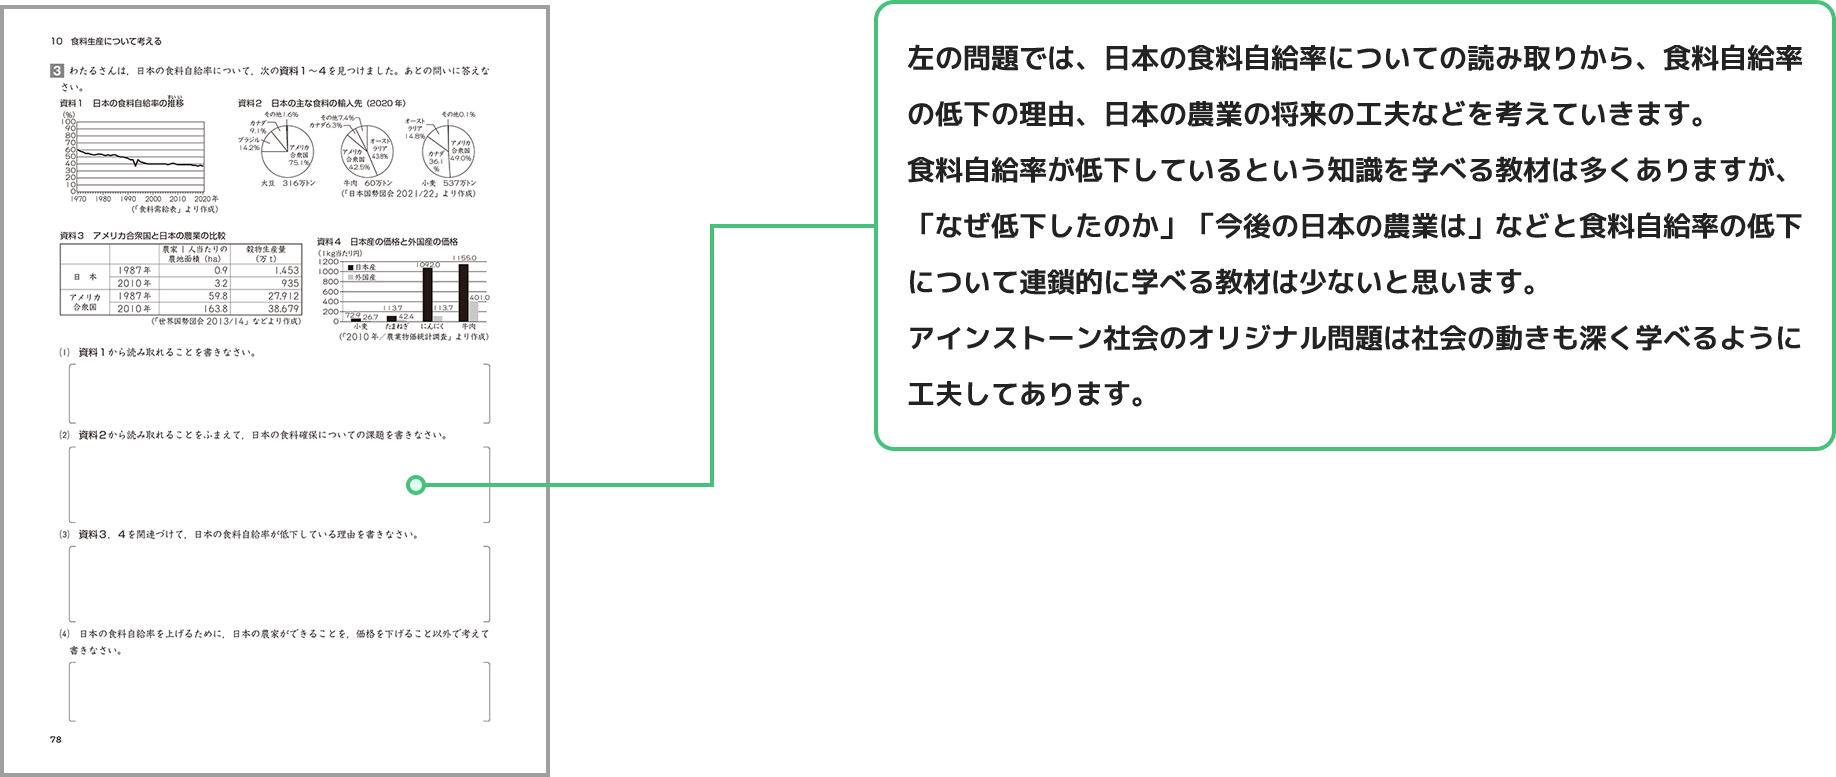 10 食料生産について考える
3 わたるさんは，日本の食料自給率について，次の資料1～4を見つけました。あとの問いに答えな
さい。
資料1 日本の食料自給率の推移
すいい
(%)
100
90
80
70
60
50
40
30
20
10
0
1970 1980 1990 2000 2010 2020年
(「食料需給表」より作成)
資料2 日本の主な食料の輸入先（2020年）
その他1.6%
カナダ
9.1%
ブラジル
14.2%
アメリカ
合衆国
75.1%
大豆 316万トン
その他7.4%
カナダ6.3%
オースト
ラリア
43.8%
アメリカ
合衆国
42.5%
牛肉 60万トン
その他0.1%
オースト
ラリア
14.8%
カナダ
36.1
%
アメリカ
合衆国
49.0%
小麦 537万トン
(「日本国勢図会2021/22」より作成)
資料3 アメリカ合衆国と日本の農業の比較
農家1人当たりの
農地面積（ha）
穀物生産量
（万t）
日 本 1987年 0.9 1,453
2010年 3.2 935
アメリカ
合衆国
1987年 59.8 27,912
2010年 163.8 38,679
(「世界国勢図会2013/14」などより作成)
資料4 日本産の価格と外国産の価格
(1kg当たり円)
1200
1000
800
600
400
200
0
日本産
外国産
72.9 26.7
113.7 42.4
1092.0 113.7
1155.0 401.0
小麦 たまねぎ にんにく 牛肉
(「2010年／農業物価統計調査」より作成)
(1) 資料1から読み取れることを書きなさい。
(2) 資料2から読み取れることをふまえて，日本の食料確保についての課題を書きなさい。
(3) 資料3，4を関連づけて，日本の食料自給率が低下している理由を書きなさい。
(4) 日本の食料自給率を上げるために，日本の農家ができることを，価格を下げること以外で考えて
書きなさい。
78
左の問題では、日本の食料自給率についての読み取りから、食料自給率
の低下の理由、日本の農業の将来の工夫などを考えていきます。
食料自給率が低下しているという知識を学べる教材は多くありますが、
「なぜ低下したのか」「今後の日本の農業は」などと食料自給率の低下
について連鎖的に学べる教材は少ないと思います。
アインストーン社会のオリジナル問題は社会の動きも深く学べるように
工夫してあります。